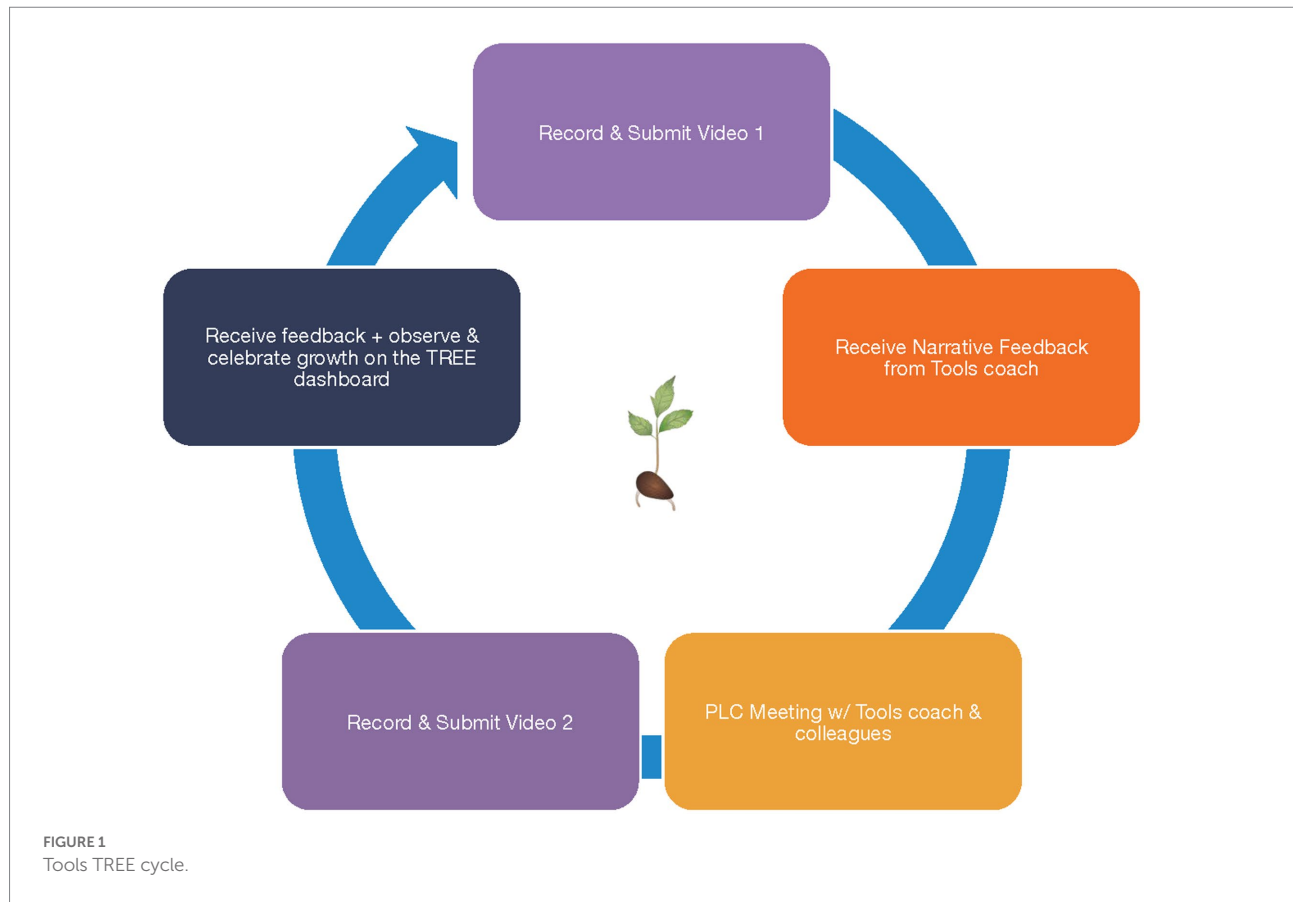 Record & Submit Video 1
Receive Narrative Feedback
from Tools coach
PLC Meeting w/ Tools coach &
colleagues
Record & Submit Video 2
Receive feedback + observe &
celebrate growth on the TREE
dashboard
FIGURE 1
Tools TREE cycle.